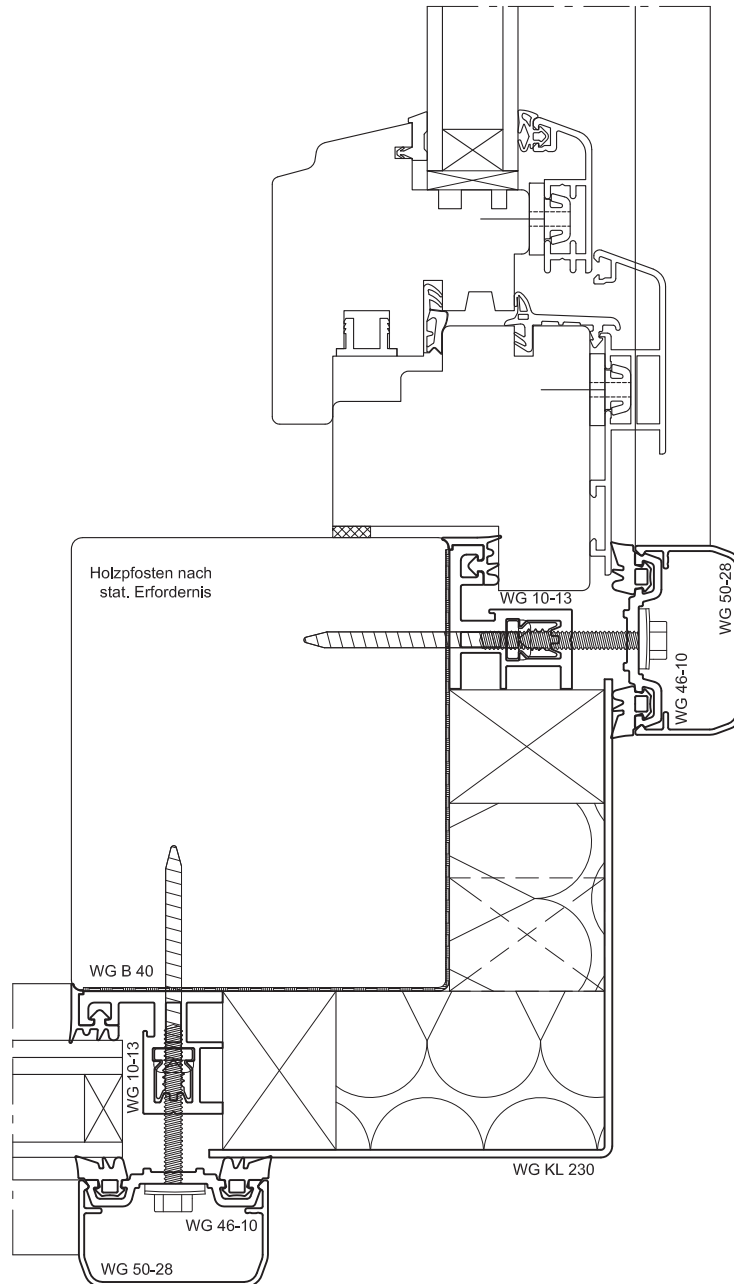 Holzpfosten nach
stat. Erfordernis
WG 10-13
WG 50-28
WG 46-10
WG B 40
WG 10-13
WG KL 230
WG 46-10
WG 50-28